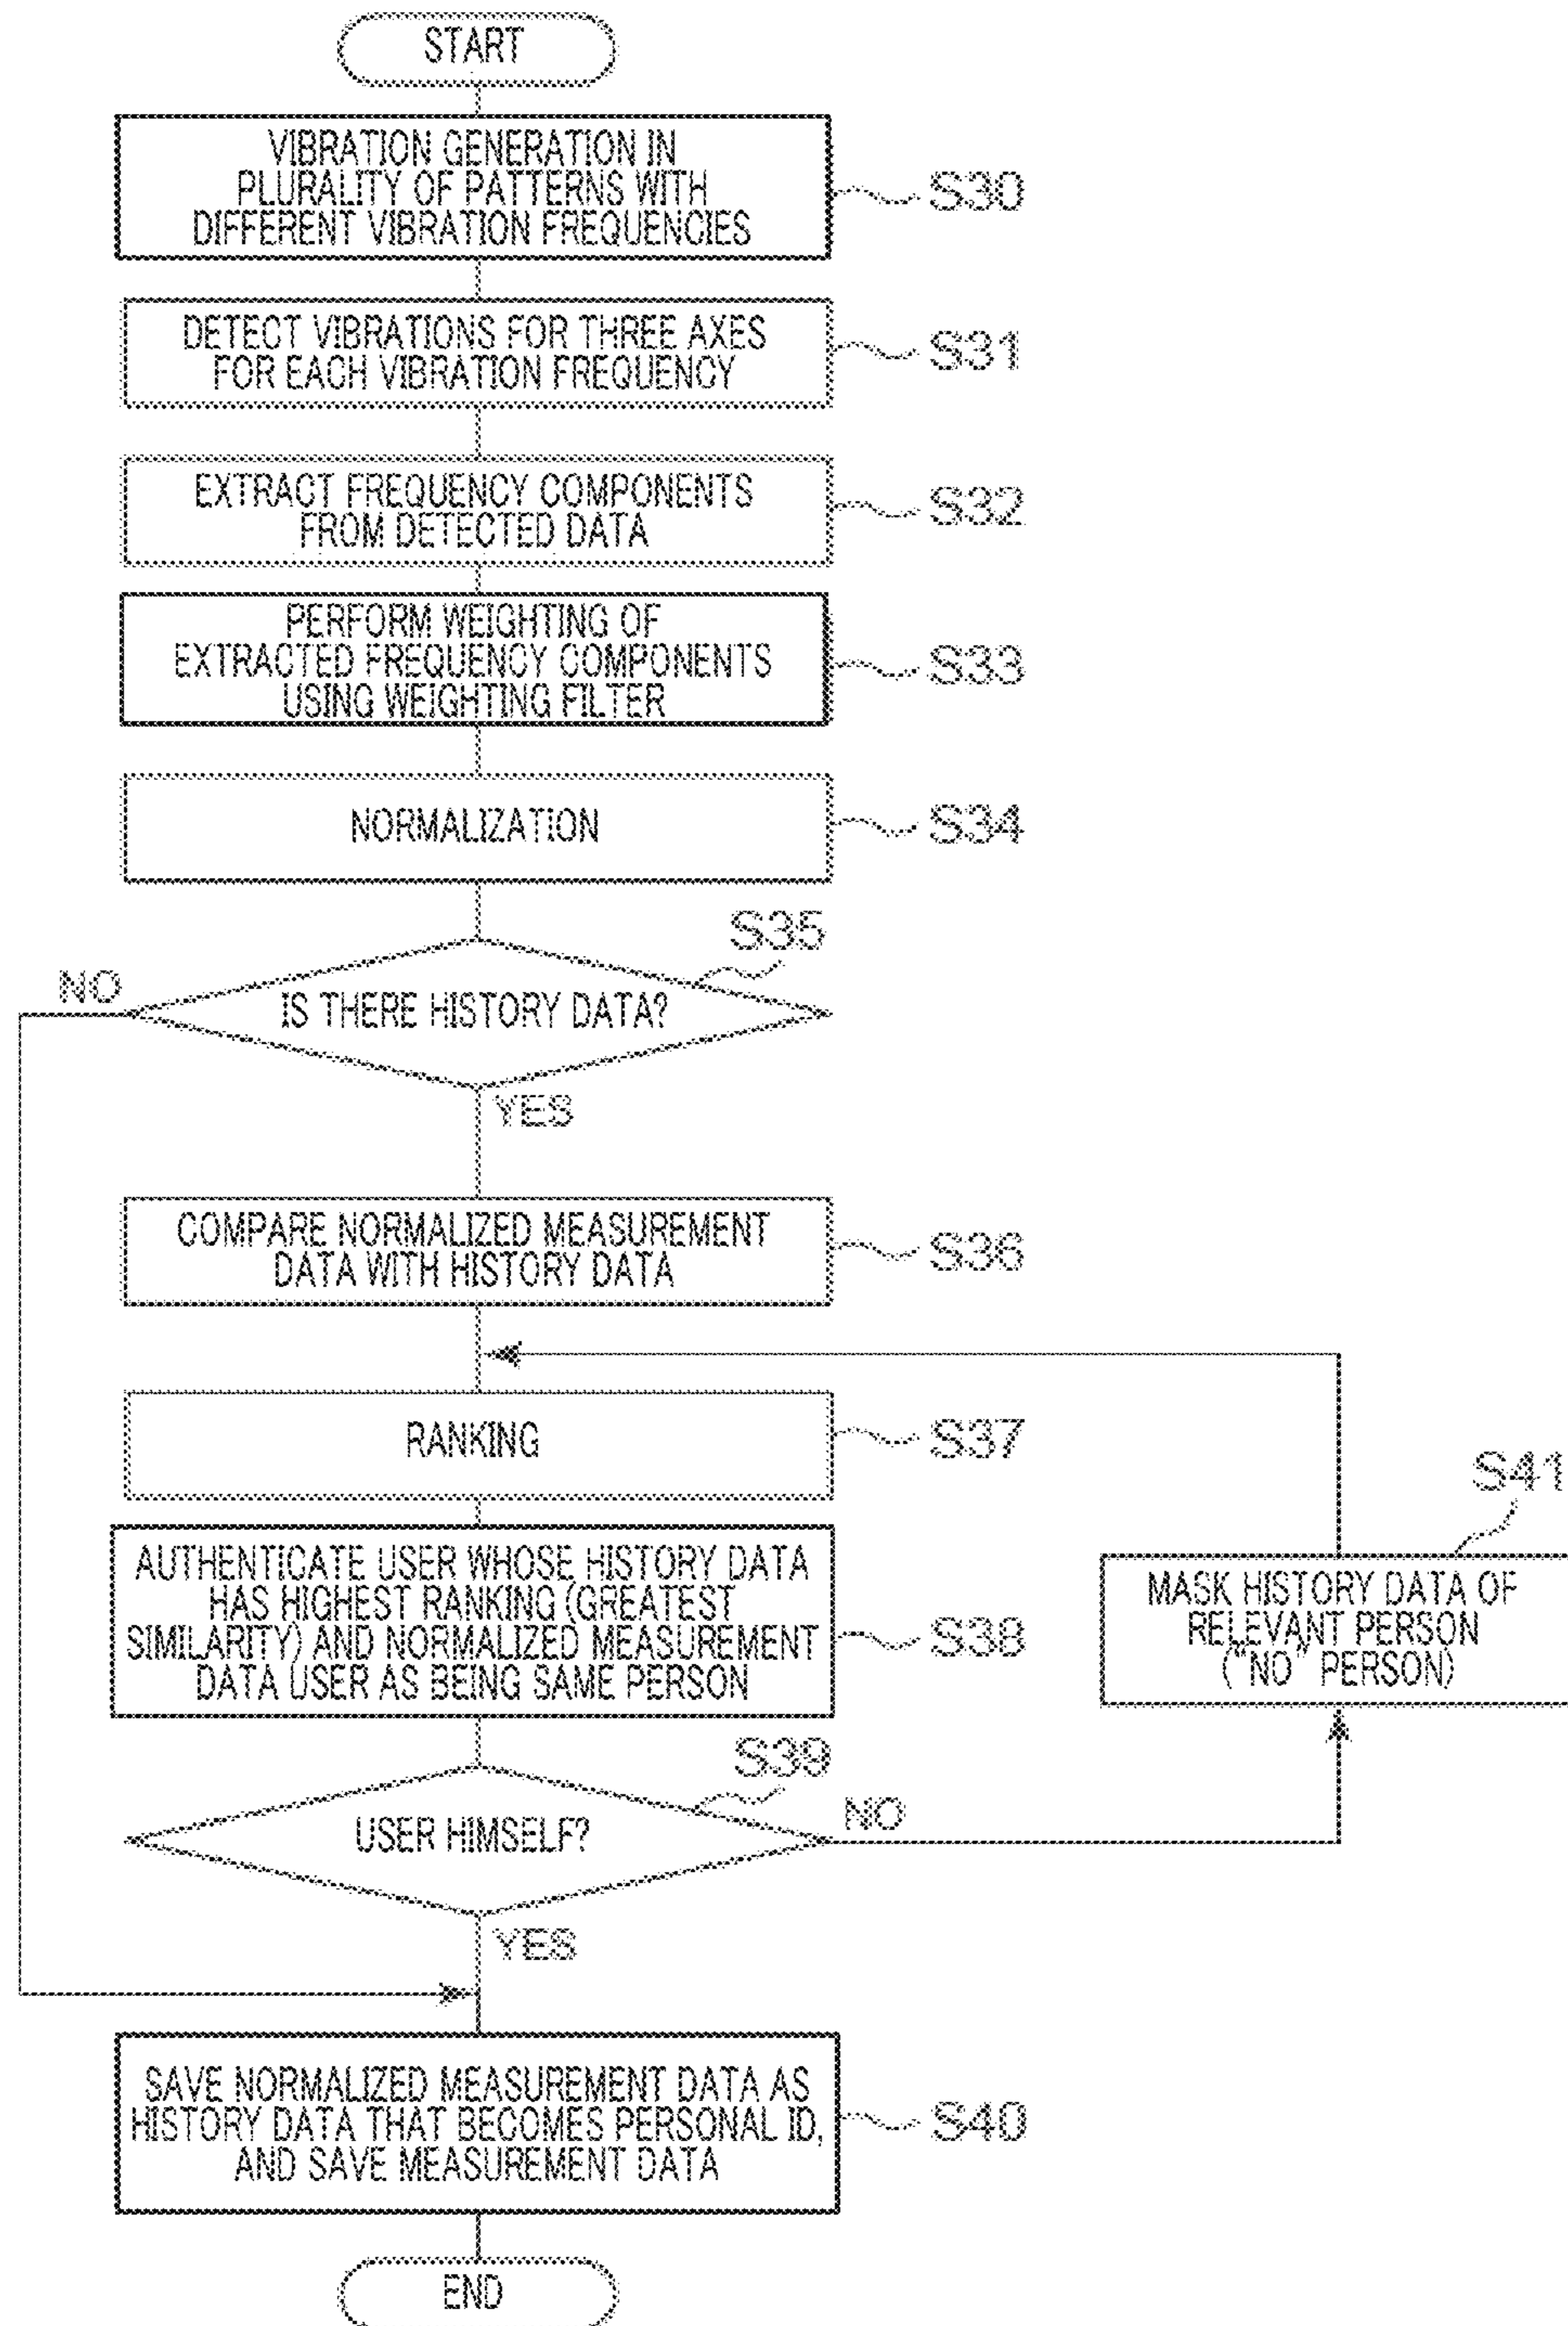 START
VIBRATION GENERATION IN
PLURALITY OF PATTERNS WITH
DIFFERENT VIBRATION FREQUENCIES
S30
DETECT VIBRATIONS FOR THREE AXES
FOR EACH VIBRATION FREQUENCY
S31
EXTRACT FREQUENCY COMPONENTS
FROM DETECTED DATA
S32
PERFORM WEIGHTING OF
EXTRACTED FREQUENCY COMPONENTS
USING WEIGHTING FILTER
S33
NORMALIZATION
S34
S35
NO
IS THERE HISTORY DATA?
YES
COMPARE NORMALIZED MEASUREMENT
DATA WITH HISTORY DATA
S36
RANKING
S37
S41
AUTHENTICATE USER WHOSE HISTORY DATA
HAS HIGHEST RANKING (GREATEST
SIMILARITY) AND NORMALIZED MEASUREMENT
DATA USER AS BEING SAME PERSON
S38
MASK HISTORY DATA OF
RELEVANT PERSON
("NO" PERSON)
S39
USER HIMSELF?
NO
YES
SAVE NORMALIZED MEASUREMENT DATA AS
HISTORY DATA THAT BECOMES PERSONAL ID,
AND SAVE MEASUREMENT DATA
S40
END